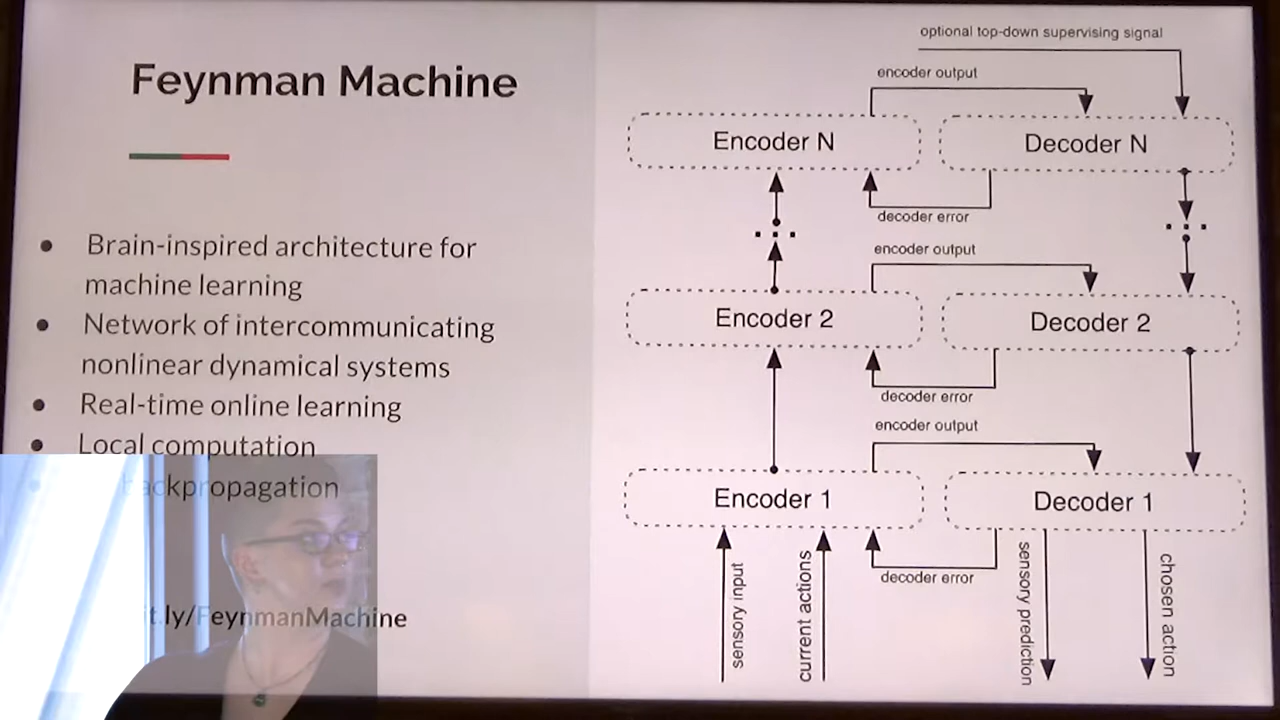 Feynman Machine
Brain-inspired architecture for
machine learning
Network of intercommunicating
nonlinear dynamical systems
Real-time online learning
Local computation
backpropagation
t.ly/FeynmanMachine
optional top-down supervising signal
encoder output
Encoder N
Decoder N
decoder error
encoder output
Encoder 2
Decoder 2
decoder error
encoder output
Encoder 1
Decoder 1
decoder error
sensory input
current actions
sensory prediction
chosen action